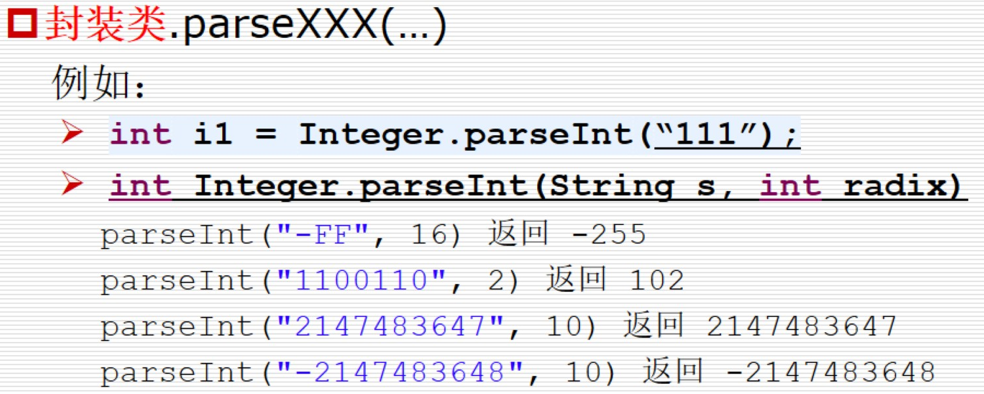 封装类.parseXXX(…)
例如：
int i1 = Integer.parseInt(“111”);
int Integer.parseInt(String s, int radix)
parseInt("-FF", 16) 返回 -255
parseInt("1100110", 2) 返回 102
parseInt("2147483647", 10) 返回 2147483647
parseInt("-2147483648", 10) 返回 -2147483648